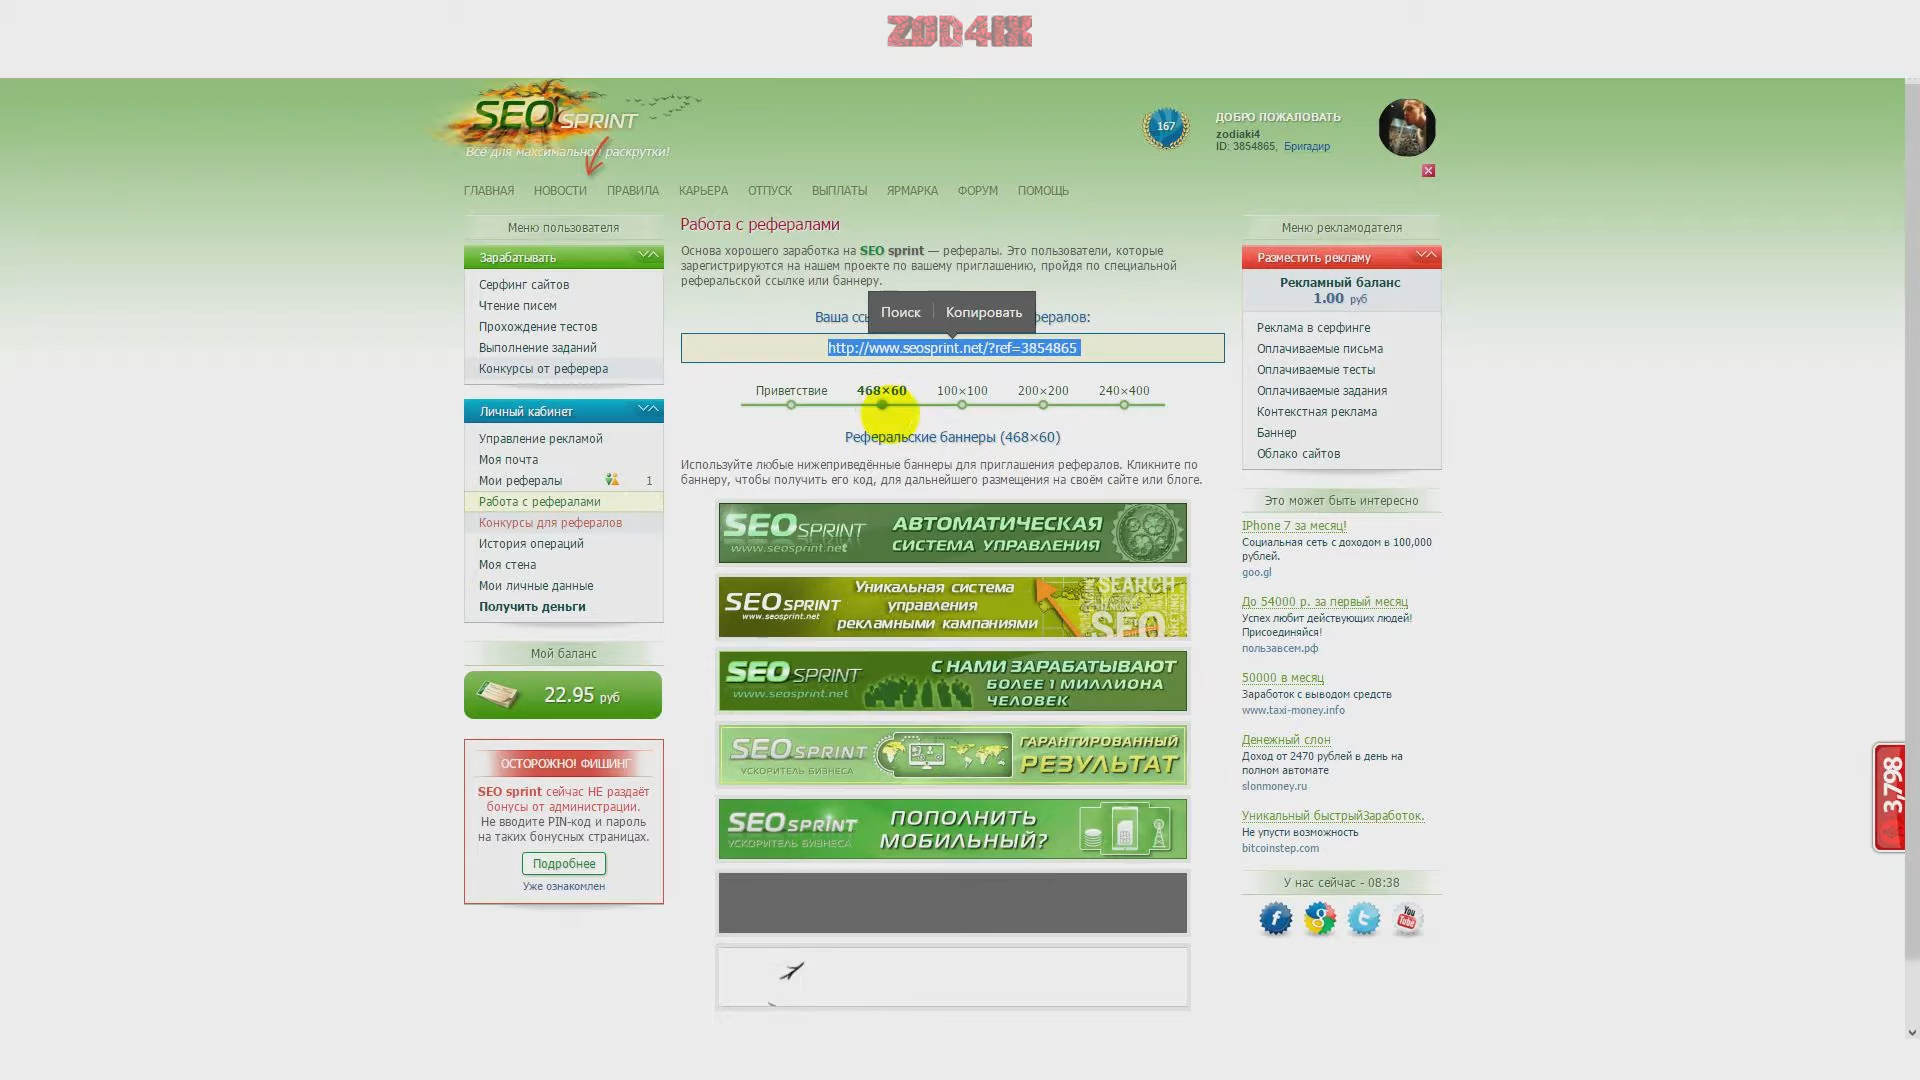 ZOD4IK
SEO SPRINT
Всё для максимальной раскрутки!
167
ДОБРО ПОЖАЛОВАТЬ
zodiaki4
ID: 3854865, Бригадир
ГЛАВНАЯ НОВОСТИ ПРАВИЛА КАРЬЕРА ОТПУСК ВЫПЛАТЫ ЯРМАРКА ФОРУМ ПОМОЩЬ
Меню пользователя
Зарабатывать
Серфинг сайтов
Чтение писем
Прохождение тестов
Выполнение заданий
Конкурсы от реферера
Личный кабинет
Управление рекламой
Моя почта
Мои рефералы 1
Работа с рефералами
Конкурсы для рефералов
История операций
Моя стена
Мои личные данные
Получить деньги
Мой баланс
22.95 руб
ОСТОРОЖНО! ФИШИНГ
SEO sprint сейчас НЕ раздаёт
бонусы от администрации.
Не вводите PIN-код и пароль
на таких бонусных страницах.
Подробнее
Уже ознакомлен
Работа с рефералами
Основа хорошего заработка на SEO sprint — рефералы. Это пользователи, которые
зарегистрируются на нашем проекте по вашему приглашению, пройдя по специальной
реферальской ссылке или баннеру.
Поиск Копировать
Ваша рефералов:
http://www.seosprint.net/?ref=3854865
Приветствие 468×60 100×100 200×200 240×400
Реферальские баннеры (468×60)
Используйте любые нижеприведённые баннеры для приглашения рефералов. Кликните по
баннеру, чтобы получить его код, для дальнейшего размещения на своём сайте или блоге.
SEO SPRINT
www.seosprint.net
АВТОМАТИЧЕСКАЯ
СИСТЕМА УПРАВЛЕНИЯ
SEO SPRINT
www.seosprint.net
Уникальная система
управления
рекламными кампаниями
SEARCH
SEO
SEO SPRINT
www.seosprint.net
С НАМИ ЗАРАБАТЫВАЮТ
БОЛЕЕ 1 МИЛЛИОНА
ЧЕЛОВЕК
SEO SPRINT
УСКОРИТЕЛЬ БИЗНЕСА
ГАРАНТИРОВАННЫЙ
РЕЗУЛЬТАТ
SEO SPRINT
УСКОРИТЕЛЬ БИЗНЕСА
ПОПОЛНИТЬ
МОБИЛЬНЫЙ?
Меню рекламодателя
Разместить рекламу
Рекламный баланс
1.00 руб
Реклама в серфинге
Оплачиваемые письма
Оплачиваемые тесты
Оплачиваемые задания
Контекстная реклама
Баннер
Облако сайтов
Это может быть интересно
IPhone 7 за месяц!
Социальная сеть с доходом в 100,000
рублей.
goo.gl
До 54000 р. за первый месяц
Успех любит действующих людей!
Присоединяйся!
пользавсем.рф
50000 в месяц
Заработок с выводом средств
www.taxi-money.info
Денежный слон
Доход от 2470 рублей в день на
полном автомате
slonmoney.ru
Уникальный быстрыйЗаработок.
Не упусти возможность
bitcoinstep.com
У нас сейчас - 08:38
You
Tube
3,798